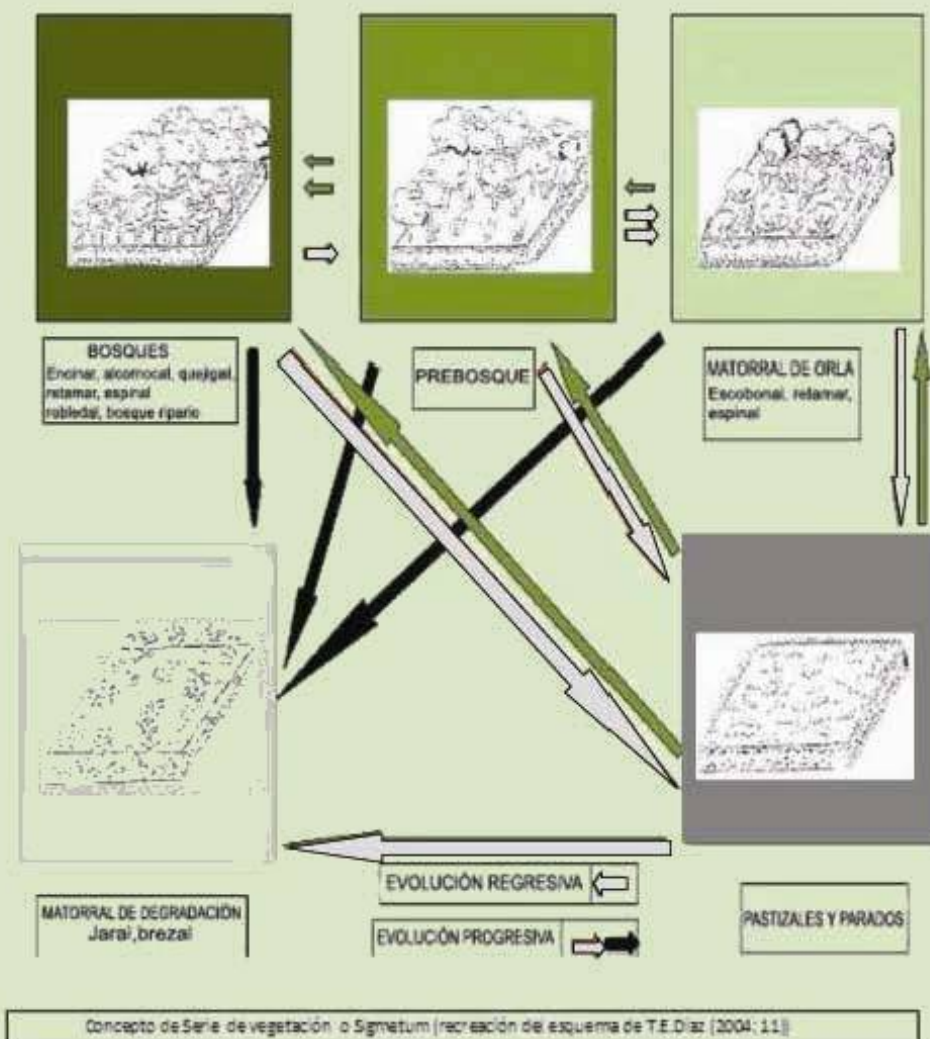 BOSQUES
Encinar, alcornocal, quejigal,
retamar, espinal
robledal, bosque ripario
PREBOSQUE
MATORRAL DE ORLA
Escobonal, retamar,
espinal
MATORRAL DE DEGRADACIÓN
Jaral,brezal
EVOLUCIÓN REGRESIVA
EVOLUCIÓN PROGRESIVA
PASTIZALES Y PARADOS
Concepto de Serie de vegetación o Sigmetum (recreación de esquema de T.E.Díaz (2004; 11)